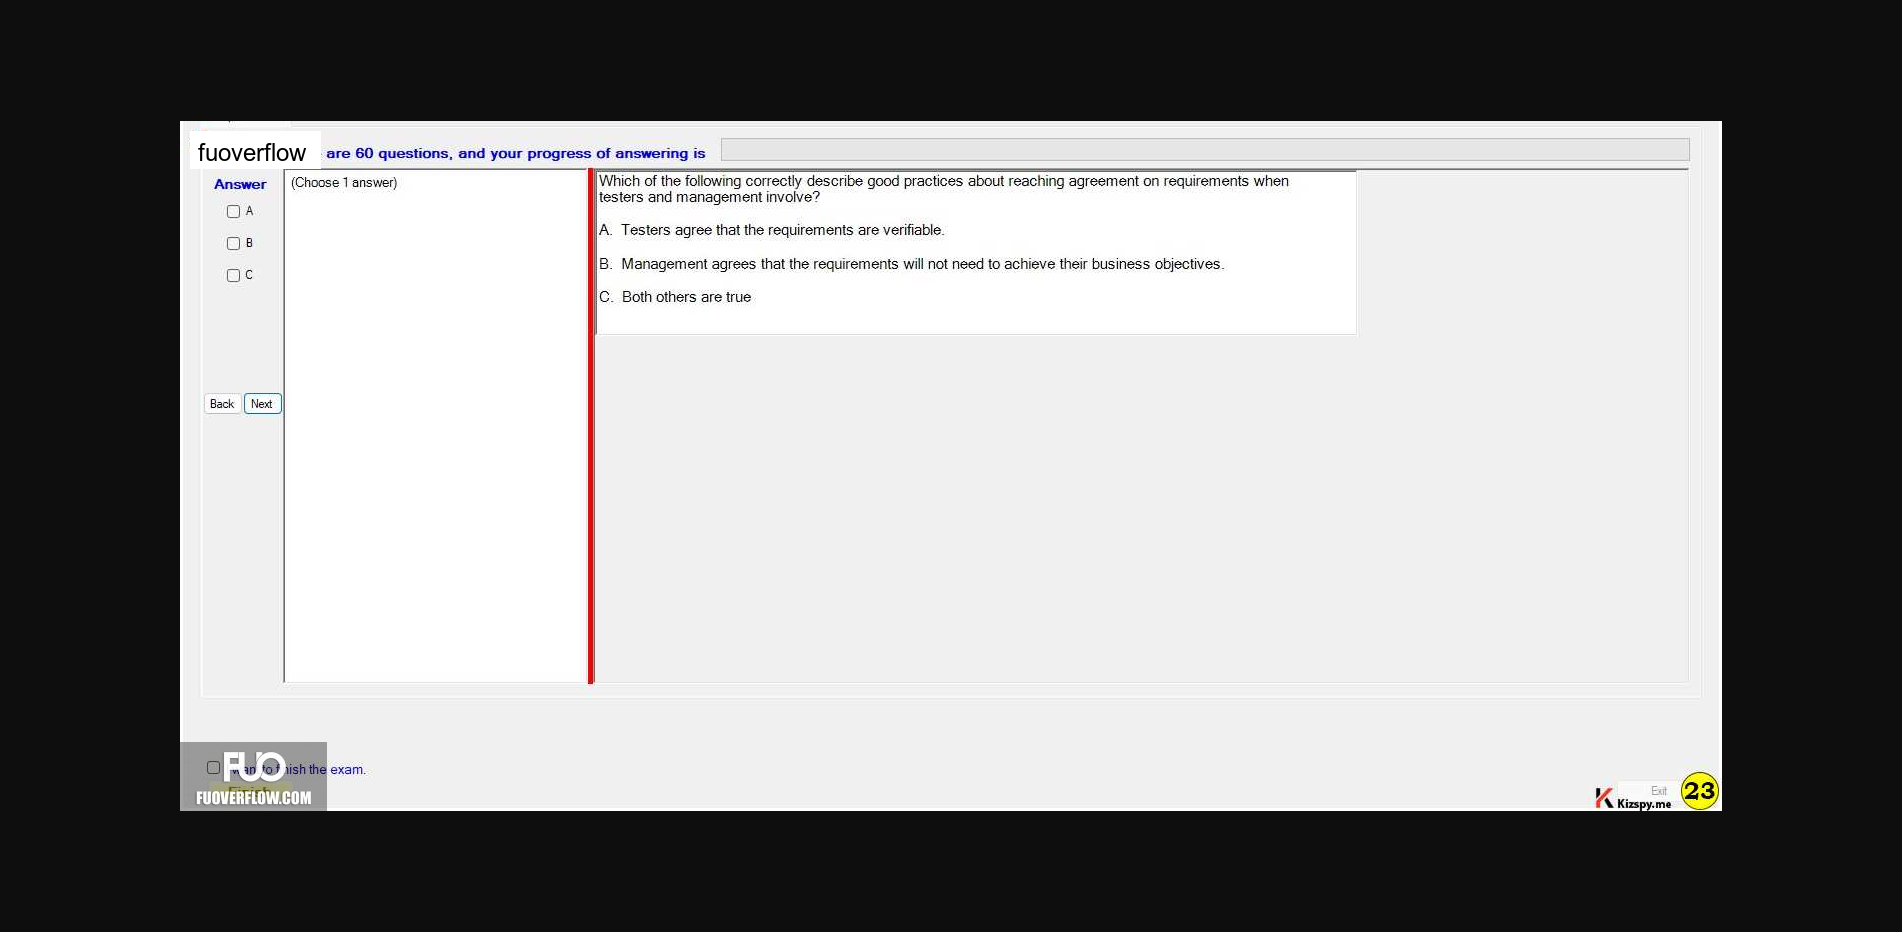 fuoverflow are 60 questions, and your progress of answering is
Answer
(Choose 1 answer)
A
B
C
Back Next
Which of the following correctly describe good practices about reaching agreement on requirements when
testers and management involve?
A. Testers agree that the requirements are verifiable.
B. Management agrees that the requirements will not need to achieve their business objectives.
C. Both others are true
FUO
want to finish the exam.
Finish
FUOVERFLOW.COM
Exit
Kizspy.me
23